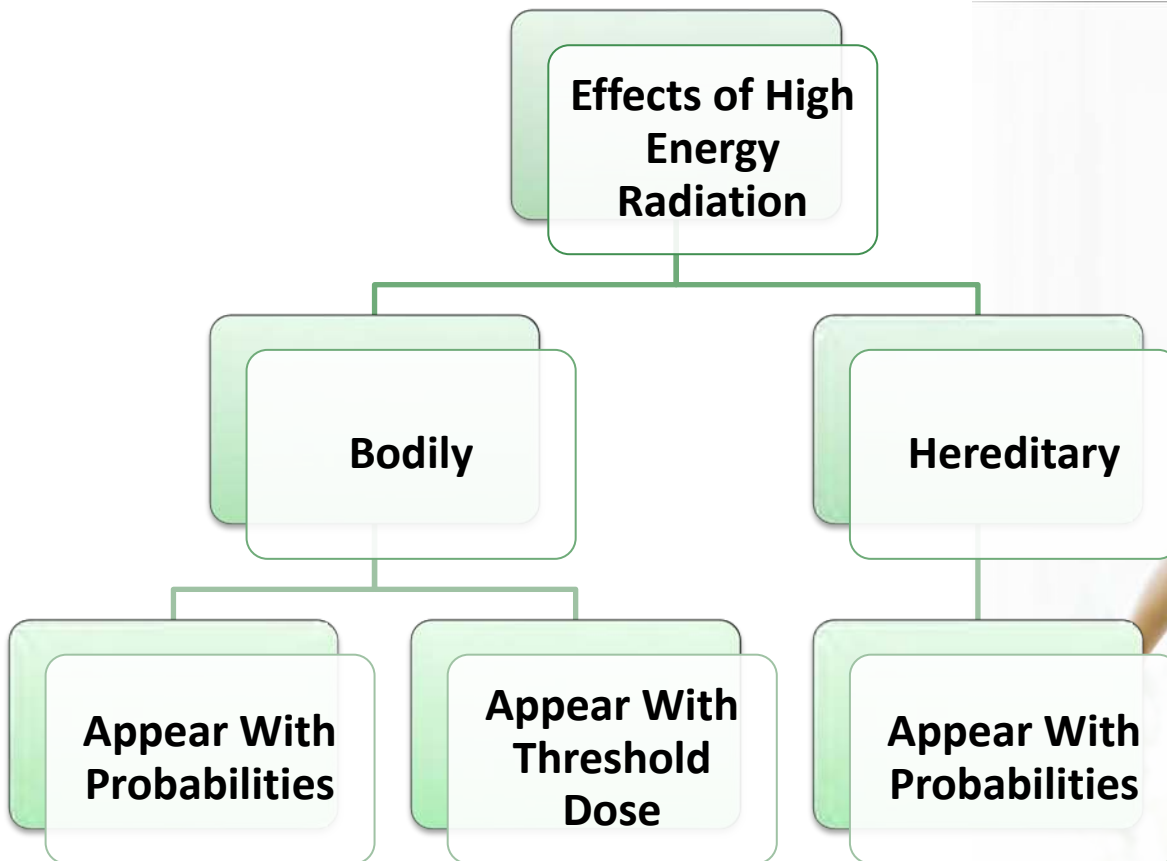 Effects of High
Energy
Radiation
Bodily
Hereditary
Appear With
Probabilities
Appear With
Threshold
Dose
Appear With
Probabilities